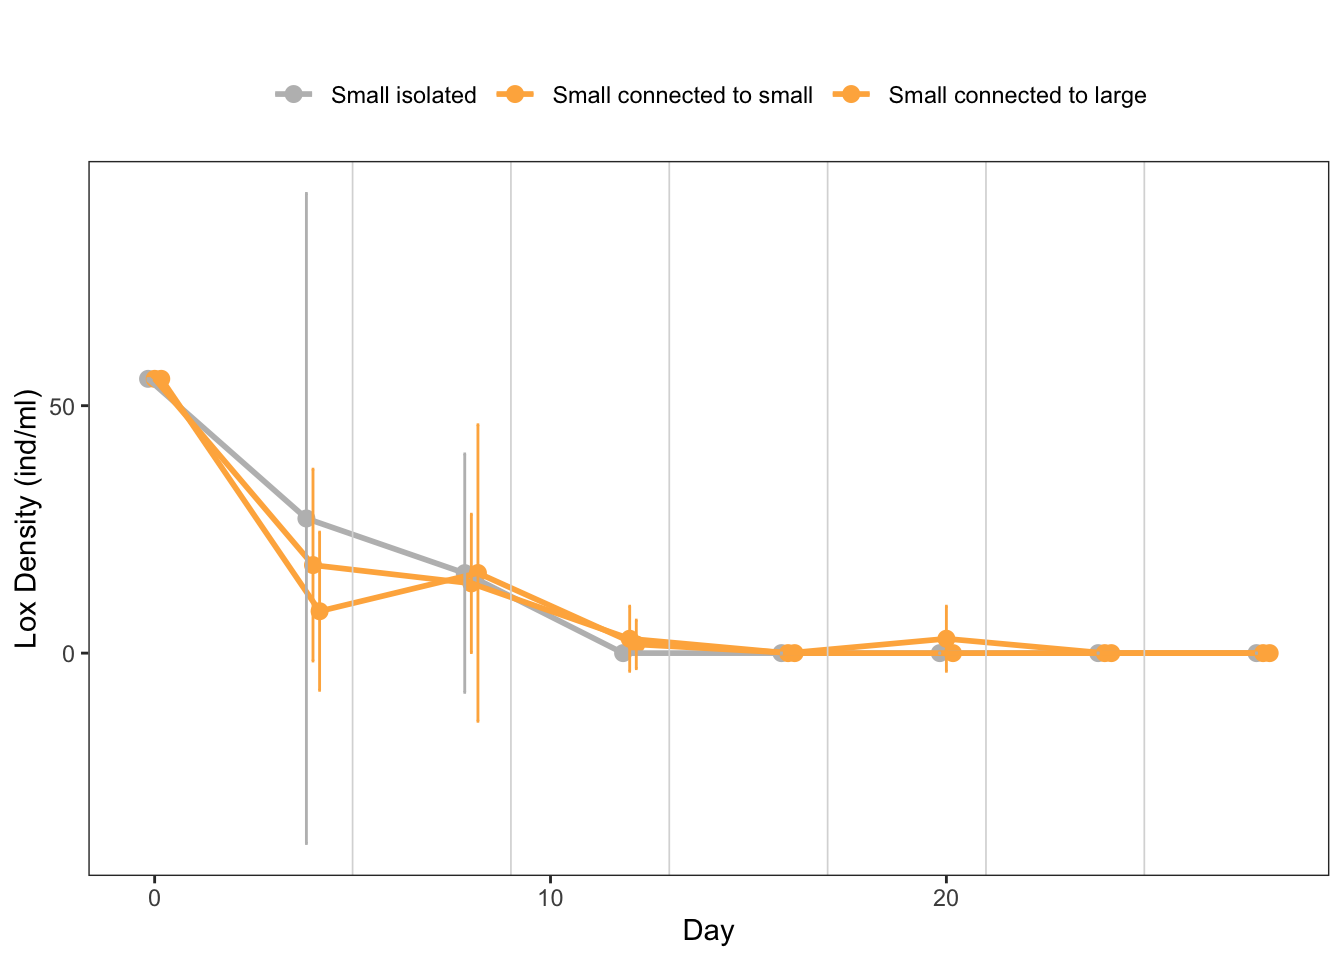 Small isolated Small connected to small Small connected to large
Lox Density (ind/ml)
50
0
0 10 20
Day